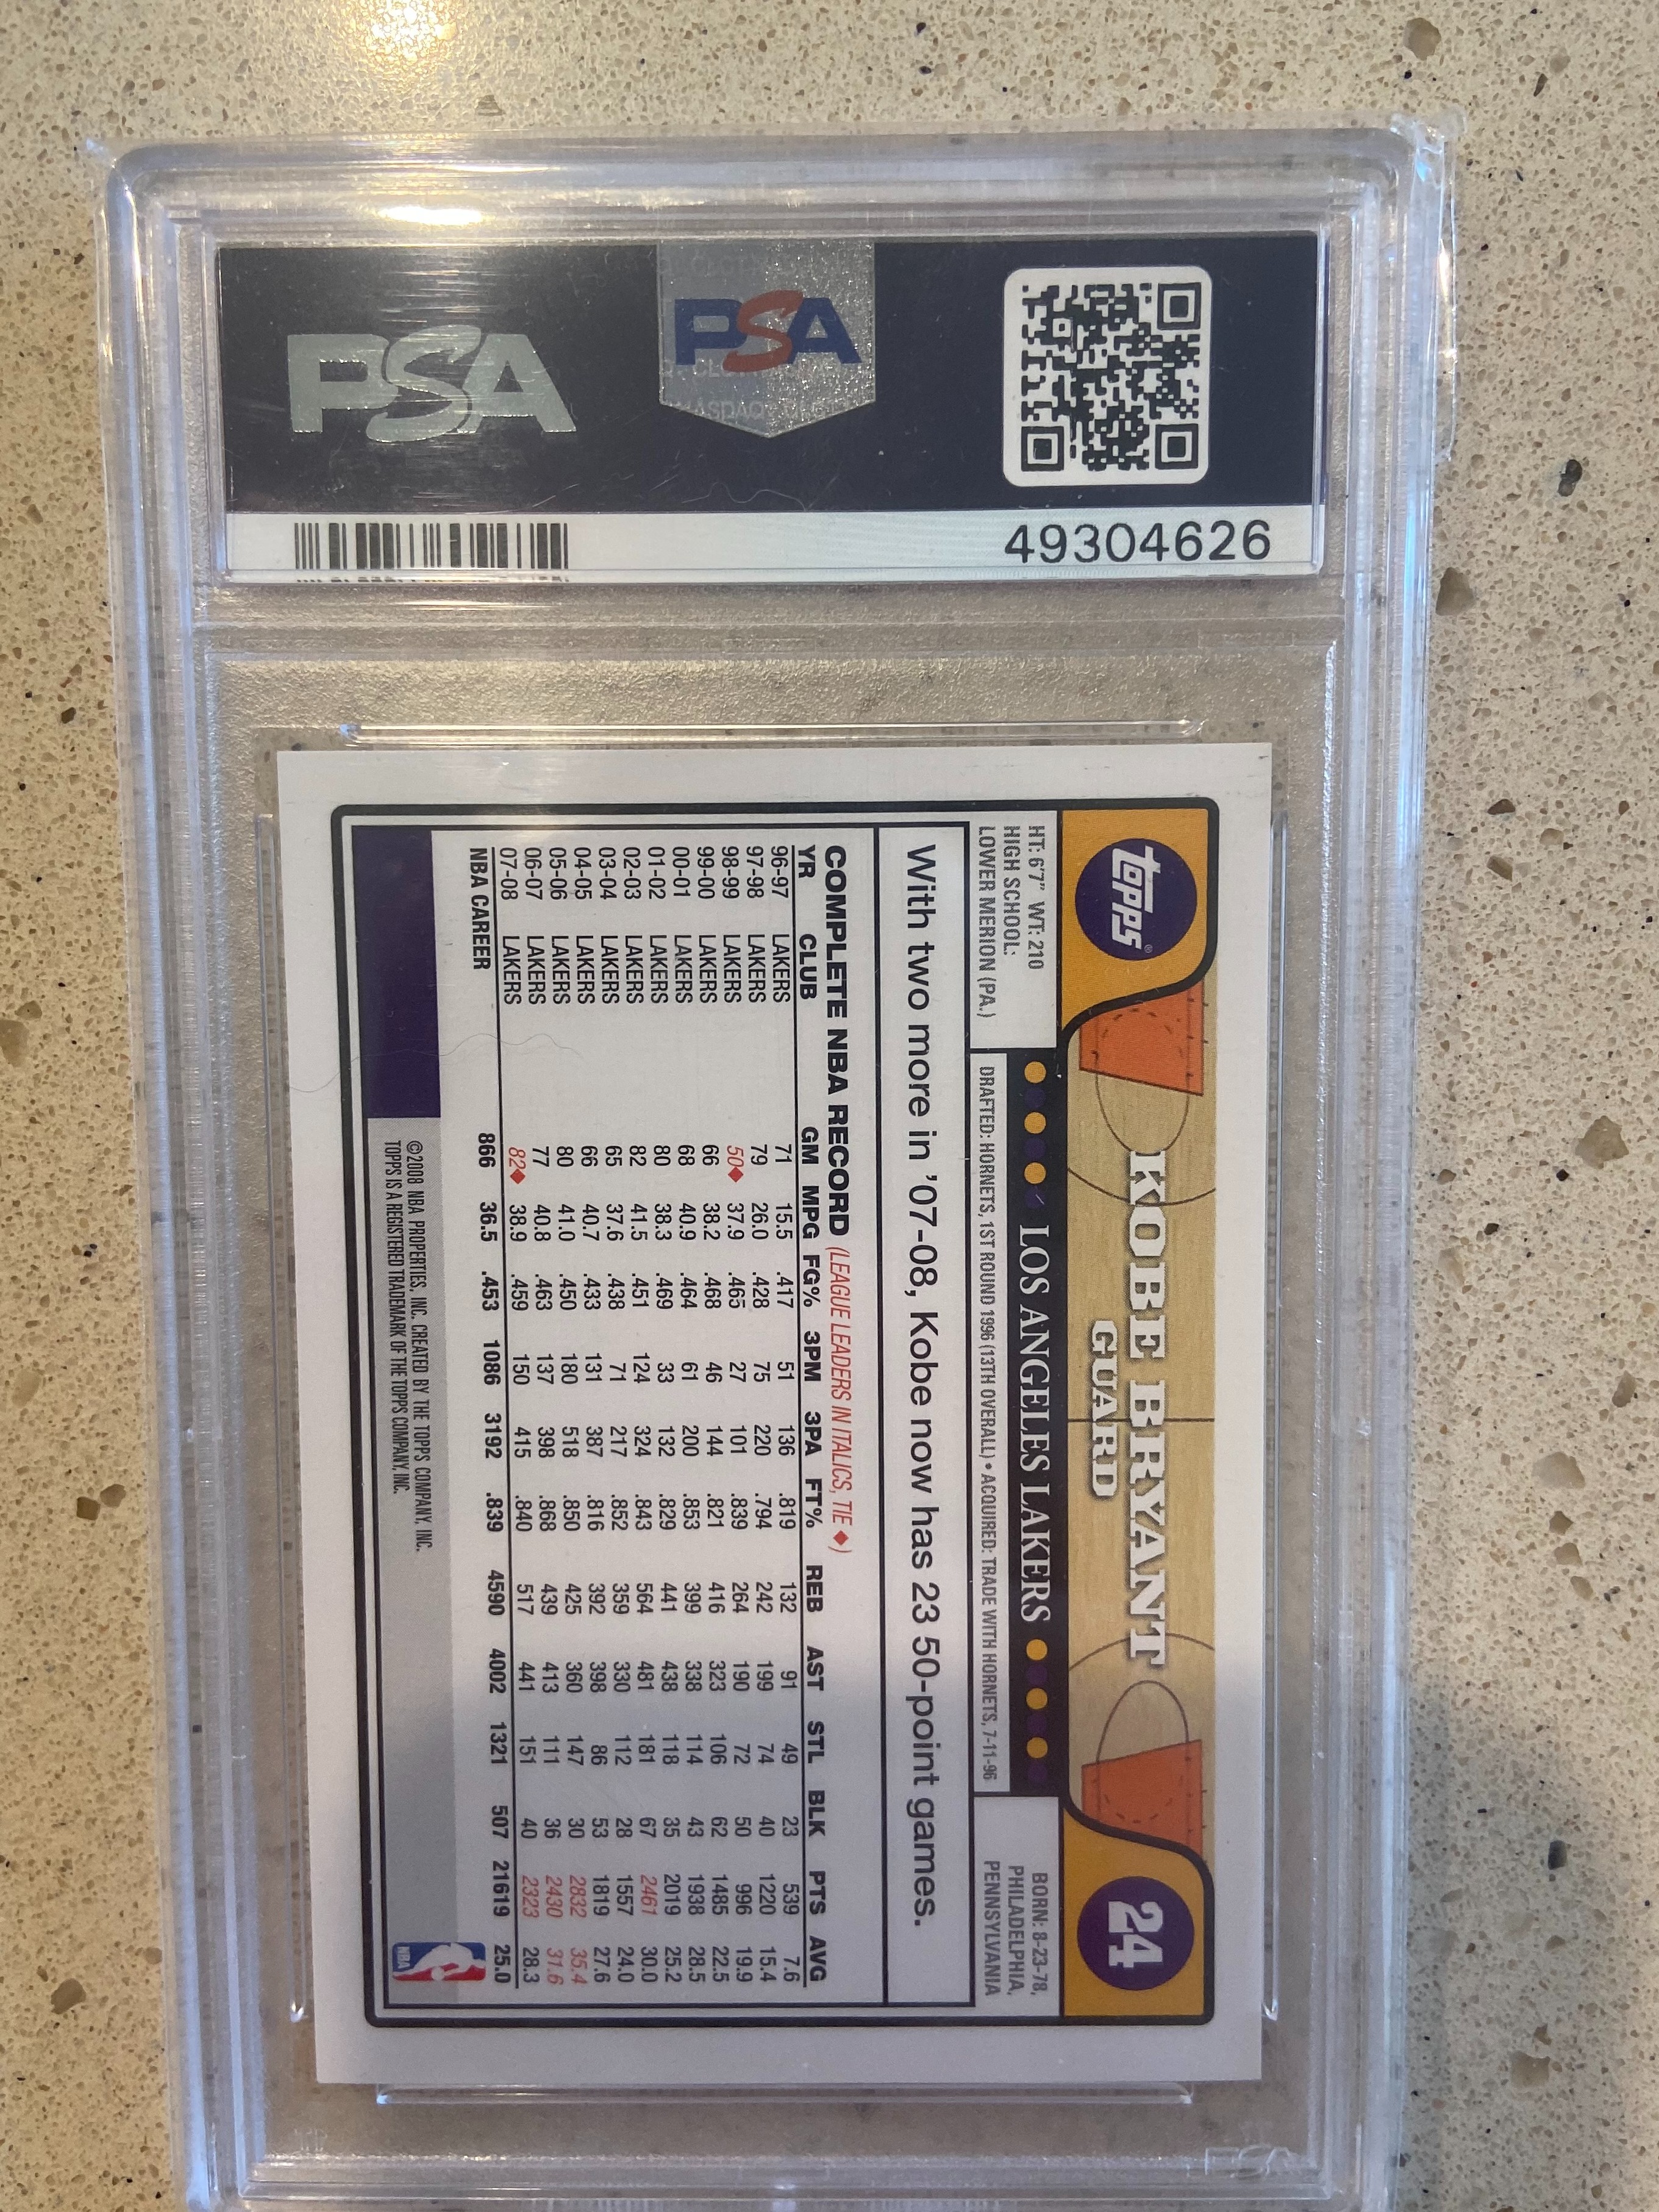 PSA
PSA
NASDAQ
49304626
topps®
KOBE BRYANT
GUARD
24
LOS ANGELES LAKERS
HT: 6'7" WT: 210
HIGH SCHOOL:
LOWER MERION (PA.)
DRAFTED: HORNETS, 1ST ROUND 1996 (13TH OVERALL) • ACQUIRED: TRADE WITH HORNETS, 7-11-96
BORN: 8-23-78,
PHILADELPHIA,
PENNSYLVANIA
With two more in '07-08, Kobe now has 23 50-point games.
COMPLETE NBA RECORD (LEAGUE LEADERS IN ITALICS, TIE ♦)
YR CLUB GM MPG FG% 3PM 3PA FT% REB AST STL BLK PTS AVG
96-97 LAKERS 71 15.5 .417 51 136 .819 132 91 49 23 539 7.6
97-98 LAKERS 79 26.0 .428 75 220 .794 242 199 74 40 1220 15.4
98-99 LAKERS 50♦ 37.9 .465 27 101 .839 264 190 72 50 996 19.9
99-00 LAKERS 66 38.2 .468 46 144 .821 416 323 106 62 1485 22.5
00-01 LAKERS 68 40.9 .464 61 200 .853 399 338 114 43 1938 28.5
01-02 LAKERS 80 38.3 .469 33 132 .829 441 438 118 35 2019 25.2
02-03 LAKERS 82 41.5 .451 124 324 .843 564 481 181 67 2461 30.0
03-04 LAKERS 65 37.6 .438 71 217 .852 359 330 112 28 1557 24.0
04-05 LAKERS 66 40.7 .433 131 387 .816 392 398 86 53 1819 27.6
05-06 LAKERS 80 41.0 .450 180 518 .850 425 360 147 30 2832 35.4
06-07 LAKERS 77 40.8 .463 137 398 .868 439 413 111 36 2430 31.6
07-08 LAKERS 82♦ 38.9 .459 150 415 .840 517 441 151 40 2323 28.3
NBA CAREER 866 36.5 .453 1086 3192 .839 4590 4002 1321 507 21619 25.0
©2008 NBA PROPERTIES, INC. CREATED BY THE TOPPS COMPANY, INC.
TOPPS IS A REGISTERED TRADEMARK OF THE TOPPS COMPANY, INC.
NBA
PSA